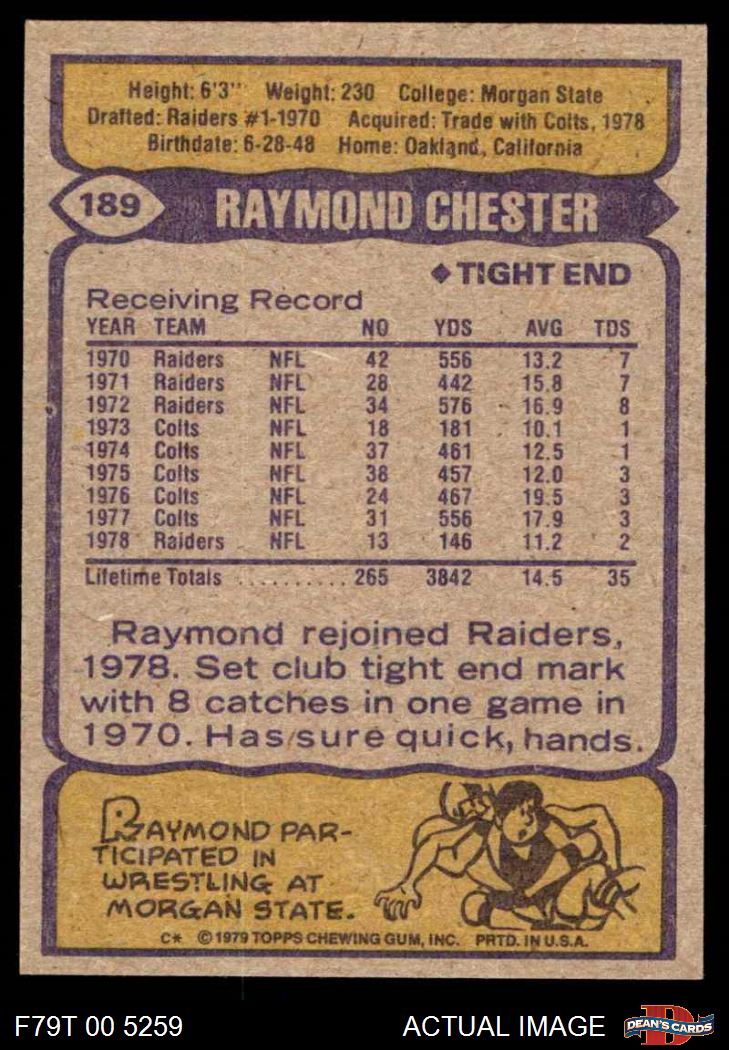 Height: 6'3" Weight: 230 College: Morgan State
Drafted: Raiders #1-1970 Acquired: Trade with Colts, 1978
Birthdate: 6-28-48 Home: Oakland, California
189 RAYMOND CHESTER
◆TIGHT END
Receiving Record
YEAR TEAM NO YDS AVG TDS
1970 Raiders NFL 42 556 13.2 7
1971 Raiders NFL 28 442 15.8 7
1972 Raiders NFL 34 576 16.9 8
1973 Colts NFL 18 181 10.1 1
1974 Colts NFL 37 461 12.5 1
1975 Colts NFL 38 457 12.0 3
1976 Colts NFL 24 467 19.5 3
1977 Colts NFL 31 556 17.9 3
1978 Raiders NFL 13 146 11.2 2
Lifetime Totals .......... 265 3842 14.5 35
Raymond rejoined Raiders,
1978. Set club tight end mark
with 8 catches in one game in
1970. Has sure quick, hands.
RAYMOND PAR-
TICIPATED IN
WRESTLING AT
MORGAN STATE.
C* © 1979 TOPPS CHEWING GUM, INC. PRTD. IN U.S.A.
F79T 00 5259 ACTUAL IMAGE D DEAN'S CARDS